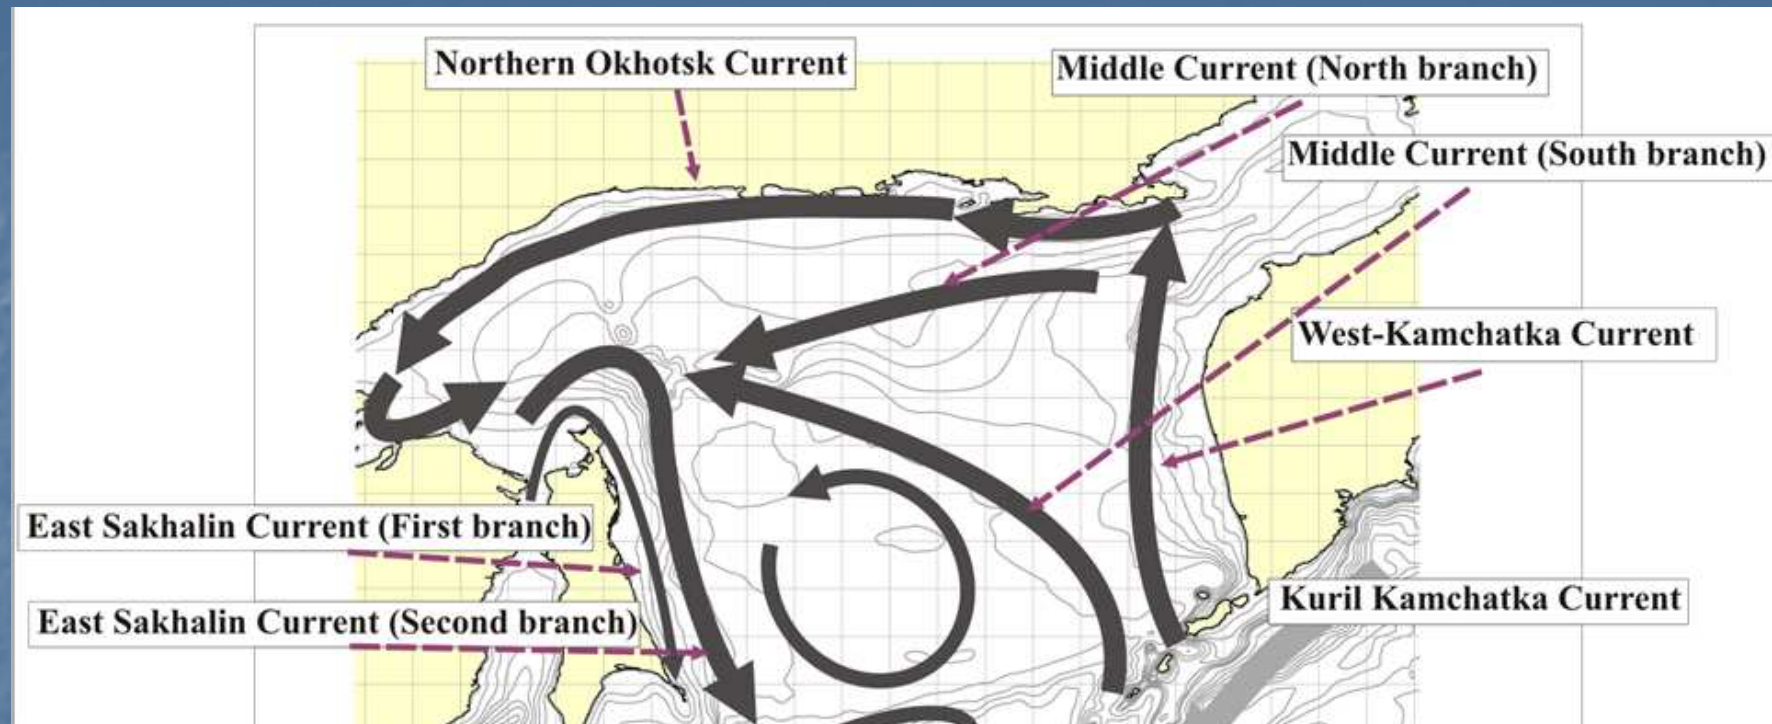 Northern Okhotsk Current
Middle Current (North branch)
Middle Current (South branch)
West-Kamchatka Current
East Sakhalin Current (First branch)
Kuril Kamchatka Current
East Sakhalin Current (Second branch)